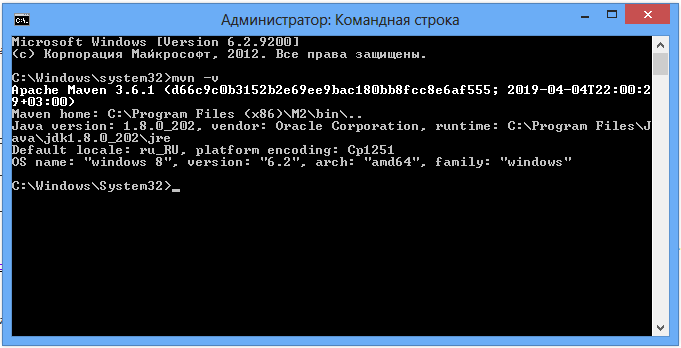 Администратор: Командная строка
Microsoft Windows [Version 6.2.9200]
(c) Корпорация Майкрософт, 2012. Все права защищены.
C:\Windows\system32>mvn -v
Apache Maven 3.6.1 (d66c9c0b3152b2e69ee9bac180bb8fcc8e6af555; 2019-04-04T22:00:2
9+03:00)
Maven home: C:\Program Files (x86)\M2\bin\..
Java version: 1.8.0_202, vendor: Oracle Corporation, runtime: C:\Program Files\J
ava\jdk1.8.0_202\jre
Default locale: ru_RU, platform encoding: Cp1251
OS name: "windows 8", version: "6.2", arch: "amd64", family: "windows"
C:\Windows\System32>_